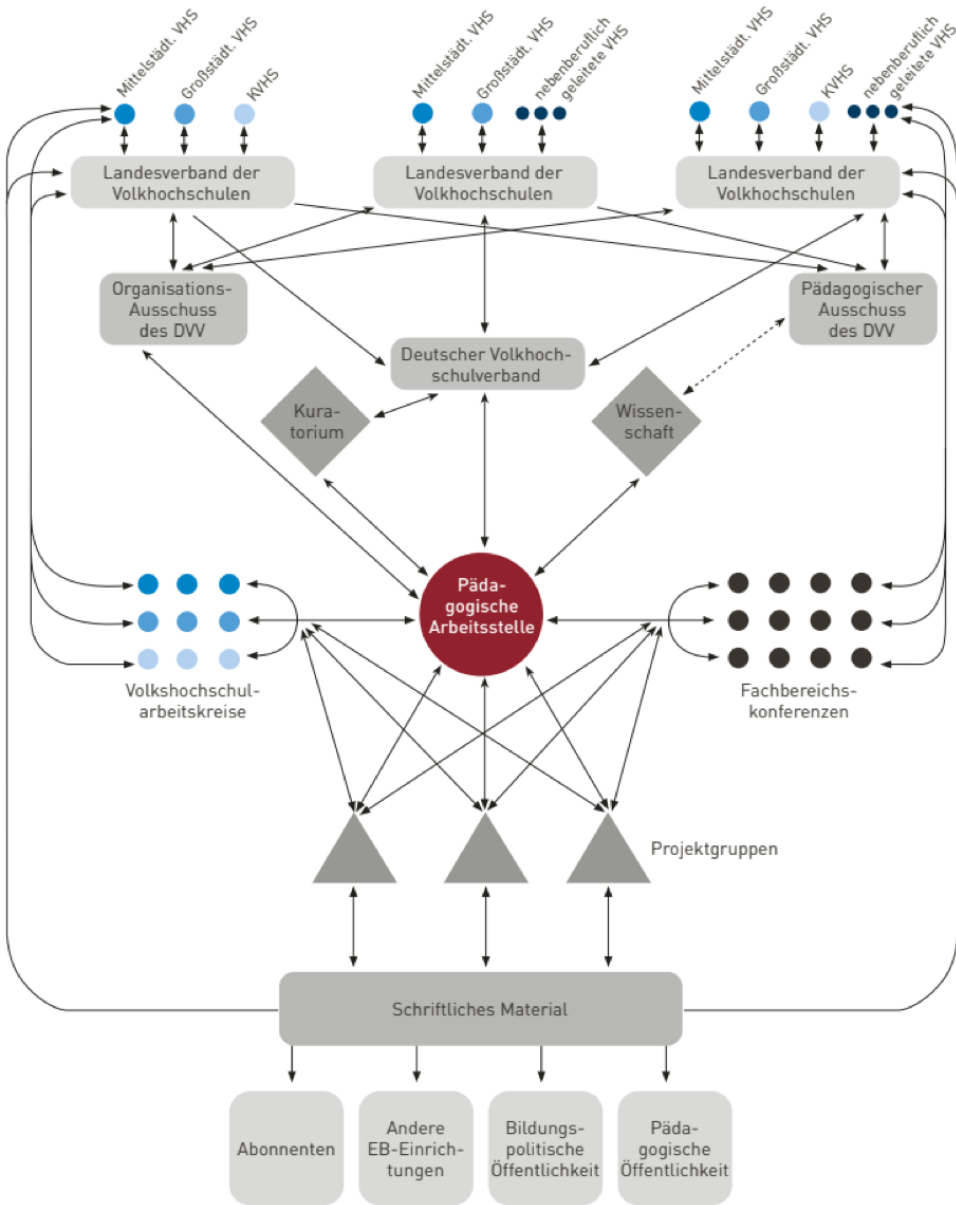 Mittelstädt. VHS
Großstädt. VHS
KVHS
Mittelstädt. VHS
Großstädt. VHS
nebenberuflich
geleitete VHS
Mittelstädt. VHS
Großstädt. VHS
KVHS
nebenberuflich
geleitete VHS
Landesverband der
Volkhochschulen
Landesverband der
Volkhochschulen
Landesverband der
Volkhochschulen
Organisations-
Ausschuss
des DVV
Pädagogischer
Ausschuss
des DVV
Deutscher Volkhoch-
schulverband
Kura-
torium
Wissen-
schaft
Päda-
gogische
Arbeitsstelle
Volkshochschul-
arbeitskreise
Fachbereichs-
konferenzen
Projektgruppen
Schriftliches Material
Abonnenten
Andere
EB-Einrich-
tungen
Bildungs-
politische
Öffentlichkeit
Päda-
gogische
Öffentlichkeit